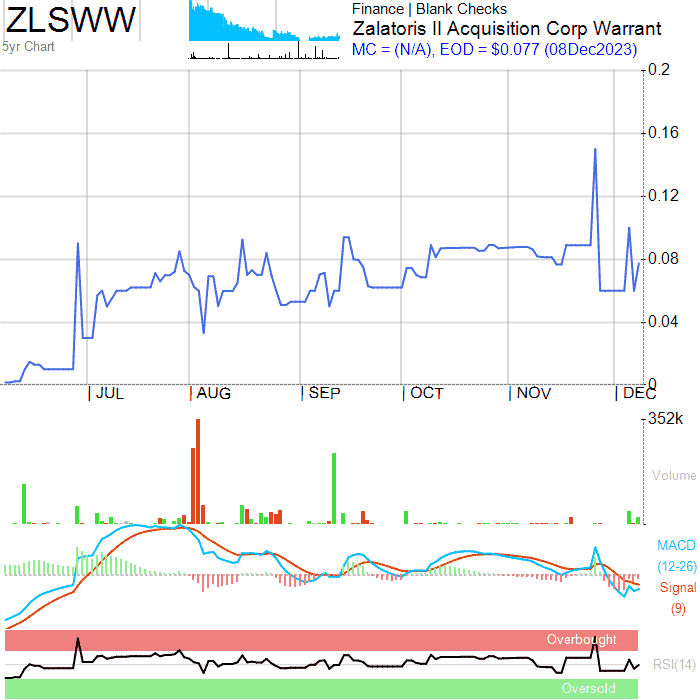 ZLSWW
5yr Chart
Finance | Blank Checks
Zalatoris II Acquisition Corp Warrant
MC = (N/A), EOD = $0.077 (08Dec2023)
0.2
0.16
0.12
0.08
0.04
0
JUL AUG SEP OCT NOV DEC
352k
Volume
MACD
(12-26)
Signal
(9)
Overbought
RSI(14)
Oversold